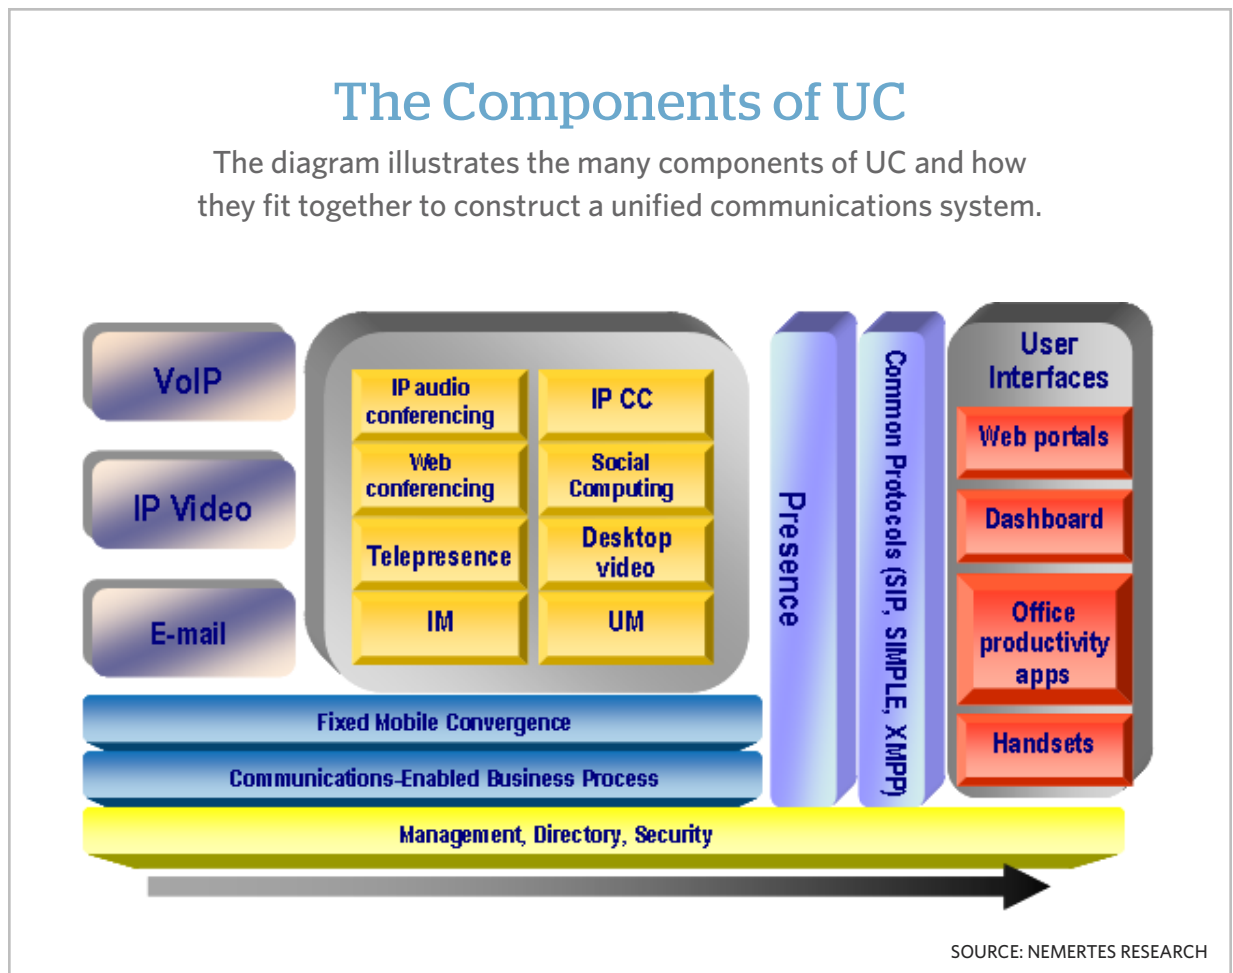 The Components of UC
The diagram illustrates the many components of UC and how
they fit together to construct a unified communications system.
VoIP
IP Video
E-mail
IP audio
conferencing
IP CC
Web
conferencing
Social
Computing
Telepresence
Desktop
video
IM
UM
Fixed Mobile Convergence
Communications-Enabled Business Process
Management, Directory, Security
Presence
Common Protocols (SIP, SIMPLE, XMPP)
User
Interfaces
Web portals
Dashboard
Office
productivity
apps
Handsets
SOURCE: NEMERTES RESEARCH